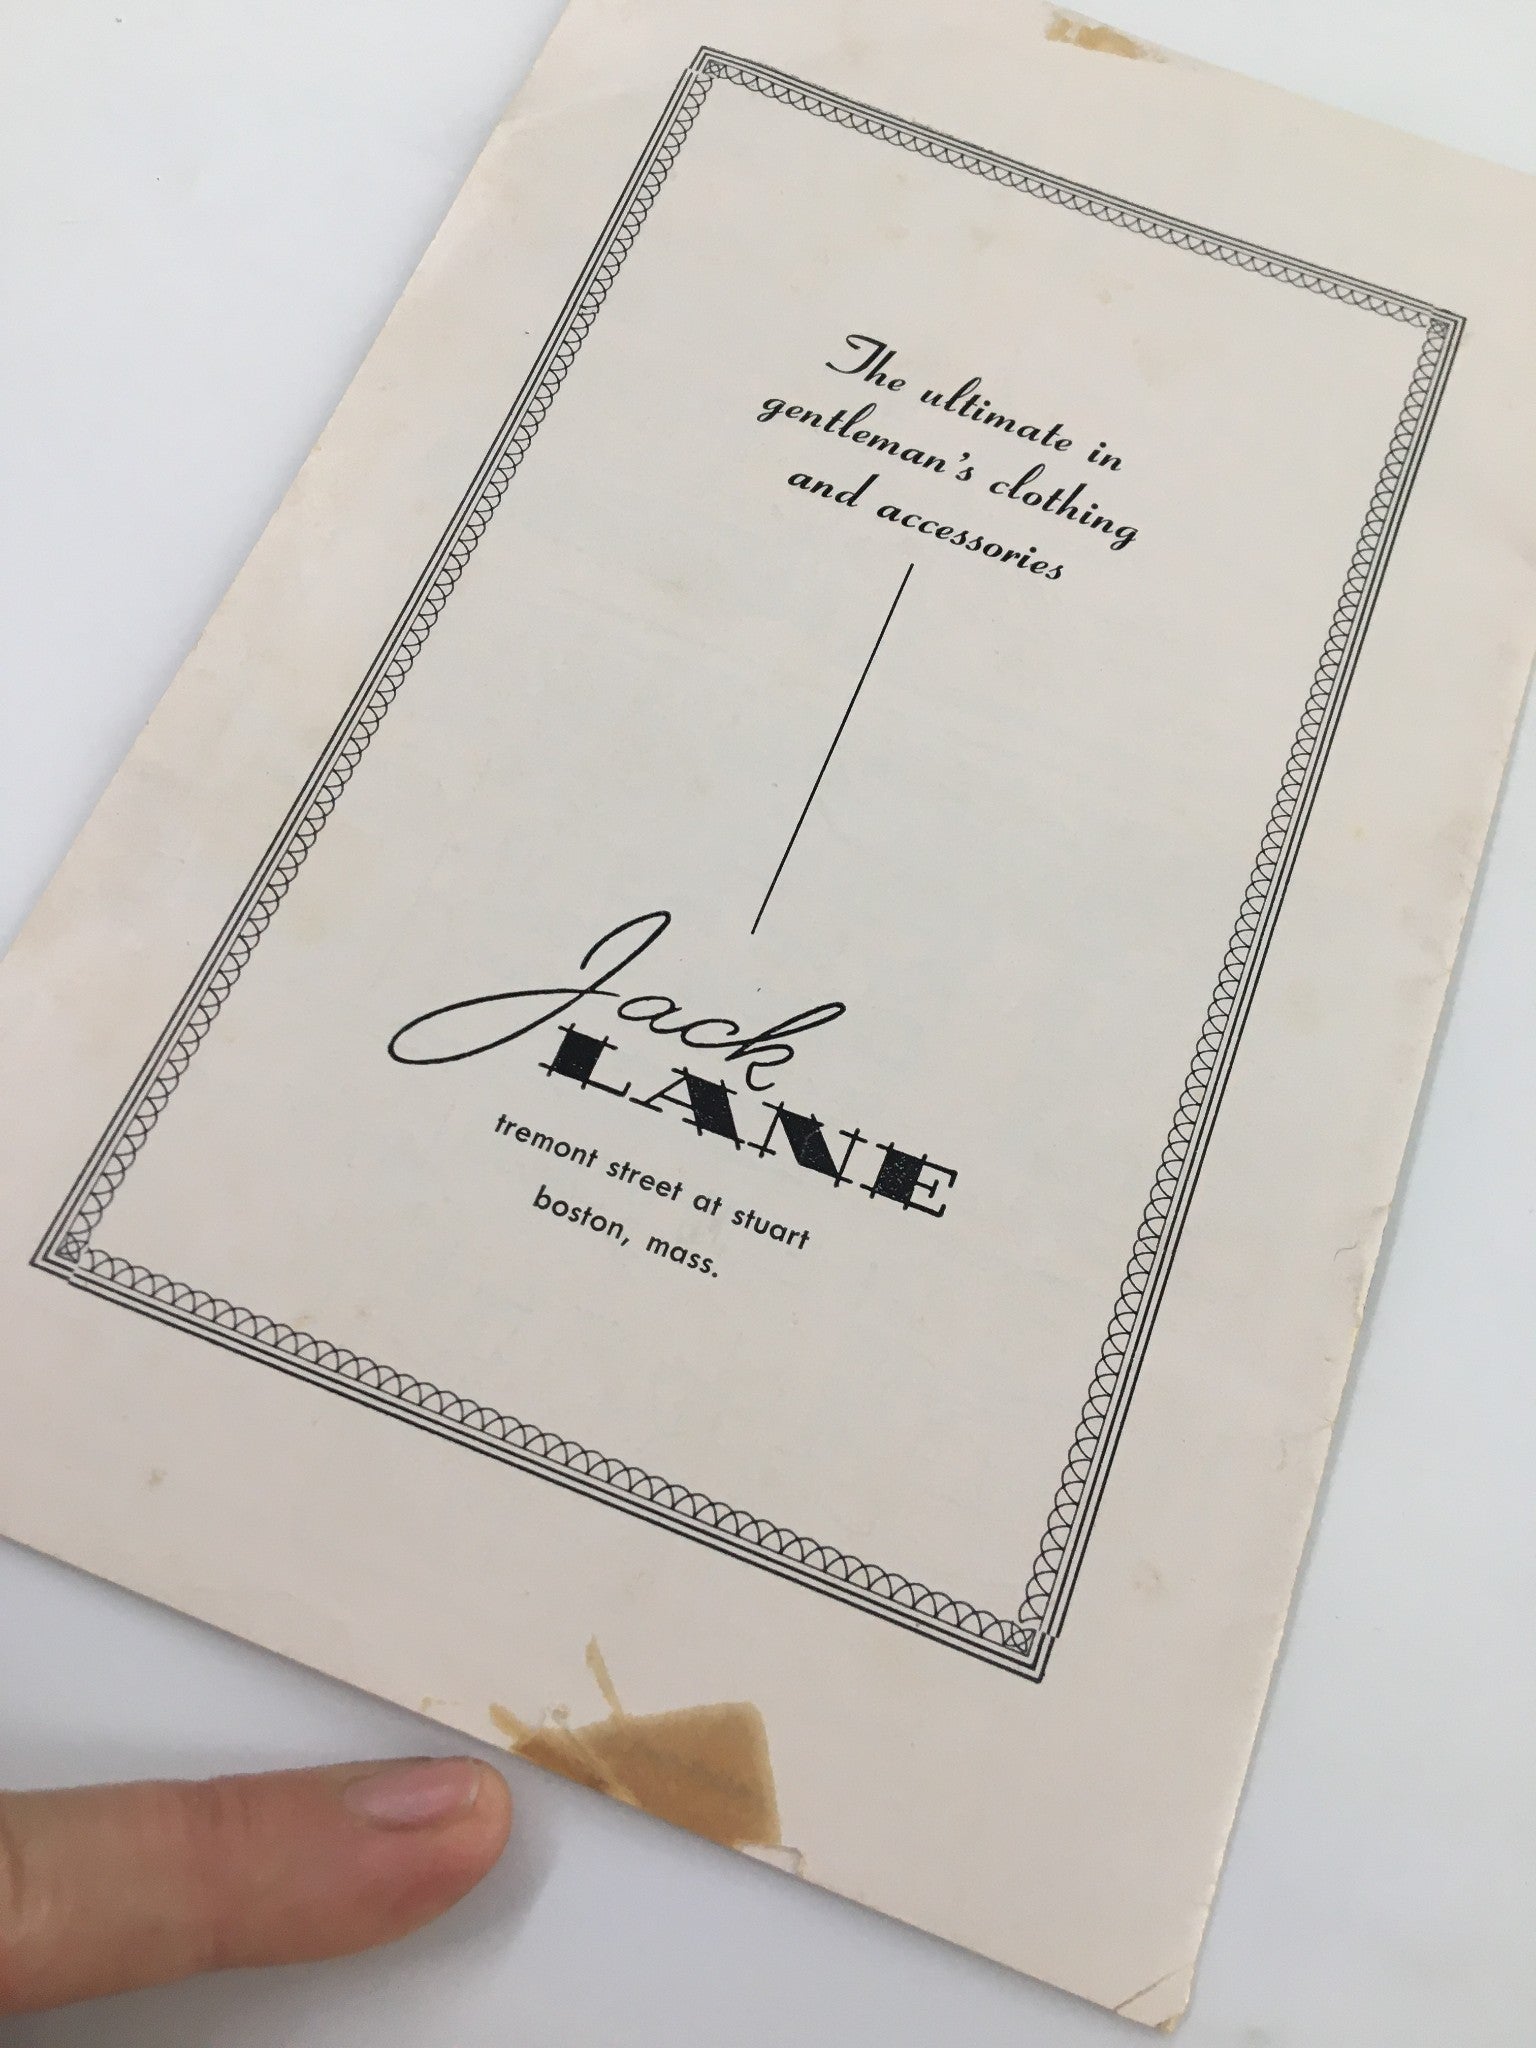 The ultimate in
gentleman's clothing
and accessories
Jack
LANE
tremont street at stuart
boston, mass.